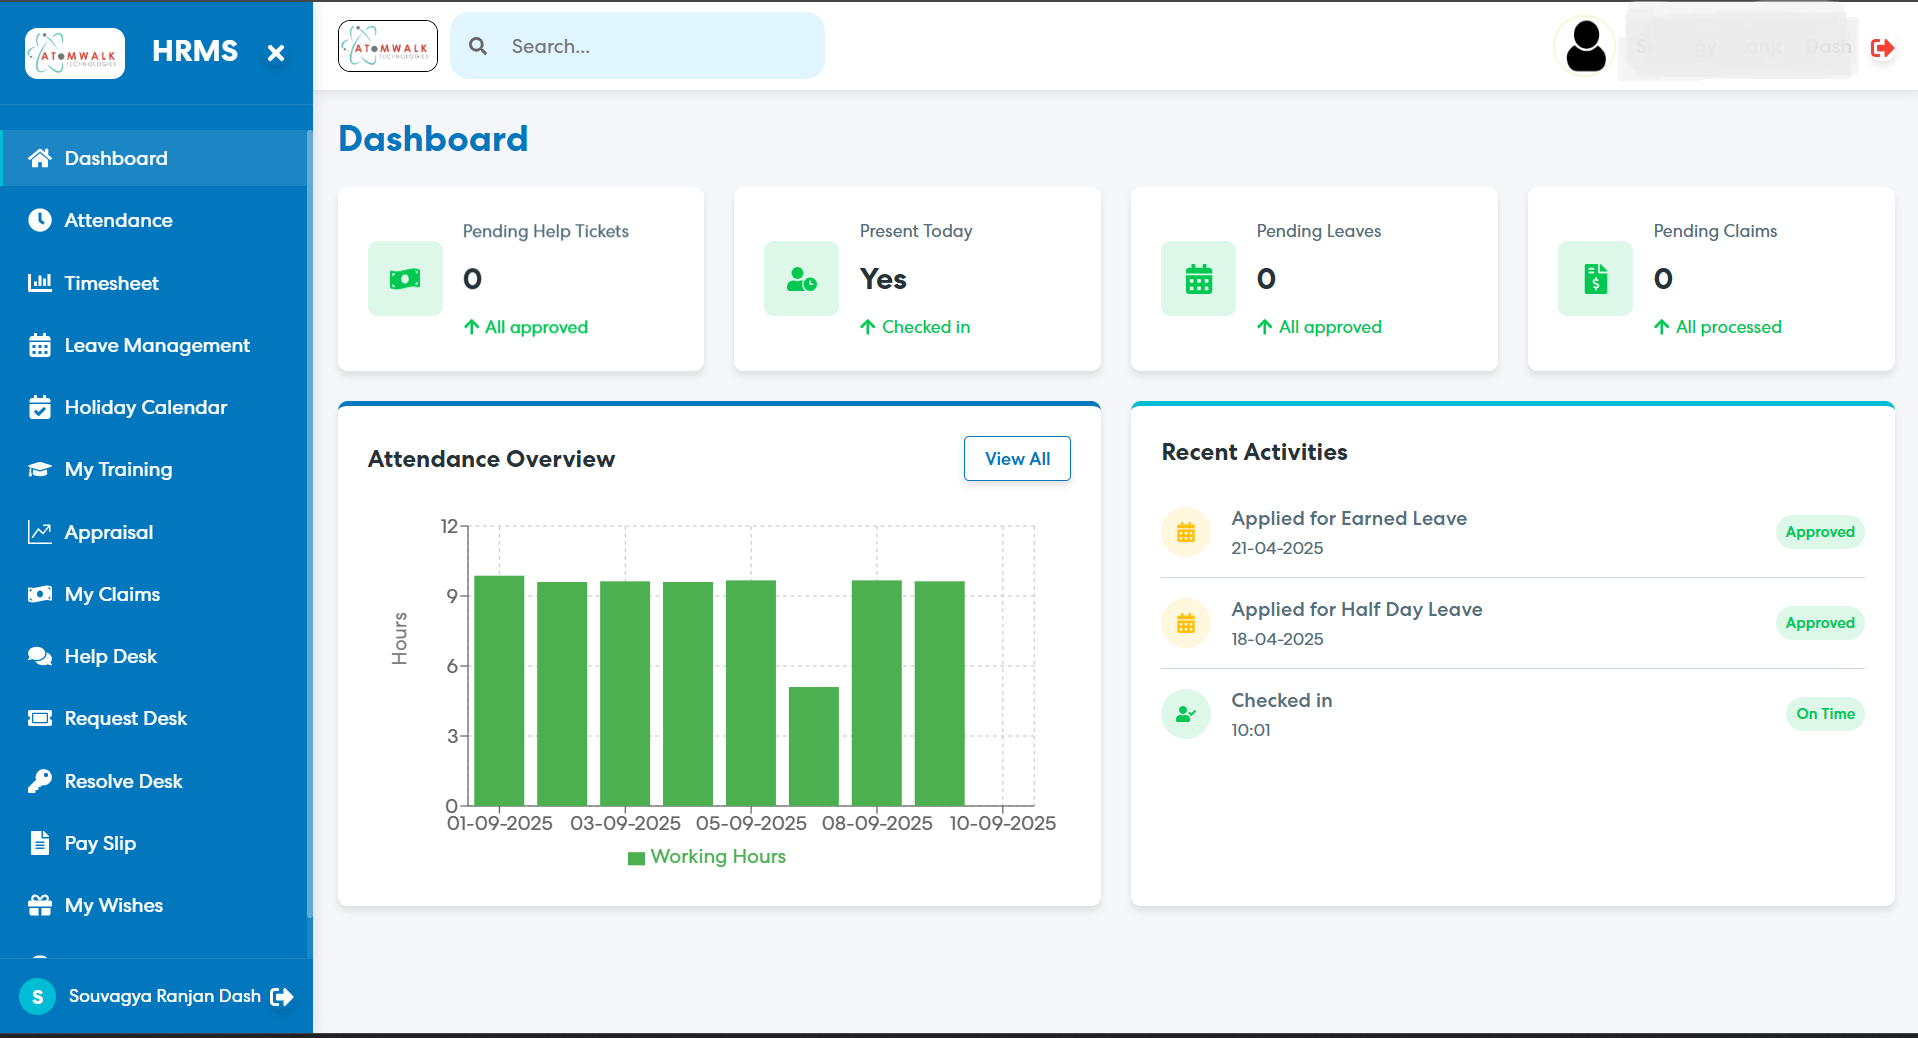 ATOMWALK
TECHNOLOGIES
HRMS
Dashboard
Attendance
Timesheet
Leave Management
Holiday Calendar
My Training
Appraisal
My Claims
Help Desk
Request Desk
Resolve Desk
Pay Slip
My Wishes
S
Souvagya Ranjan Dash
ATOMWALK
TECHNOLOGIES
Search...
Dash
Dashboard
Pending Help Tickets
0
All approved
Present Today
Yes
Checked in
Pending Leaves
0
All approved
Pending Claims
0
All processed
Attendance Overview
View All
12
9
6
3
0
Hours
01-09-2025 03-09-2025 05-09-2025 08-09-2025 10-09-2025
Working Hours
Recent Activities
Applied for Earned Leave
21-04-2025
Approved
Applied for Half Day Leave
18-04-2025
Approved
Checked in
10:01
On Time